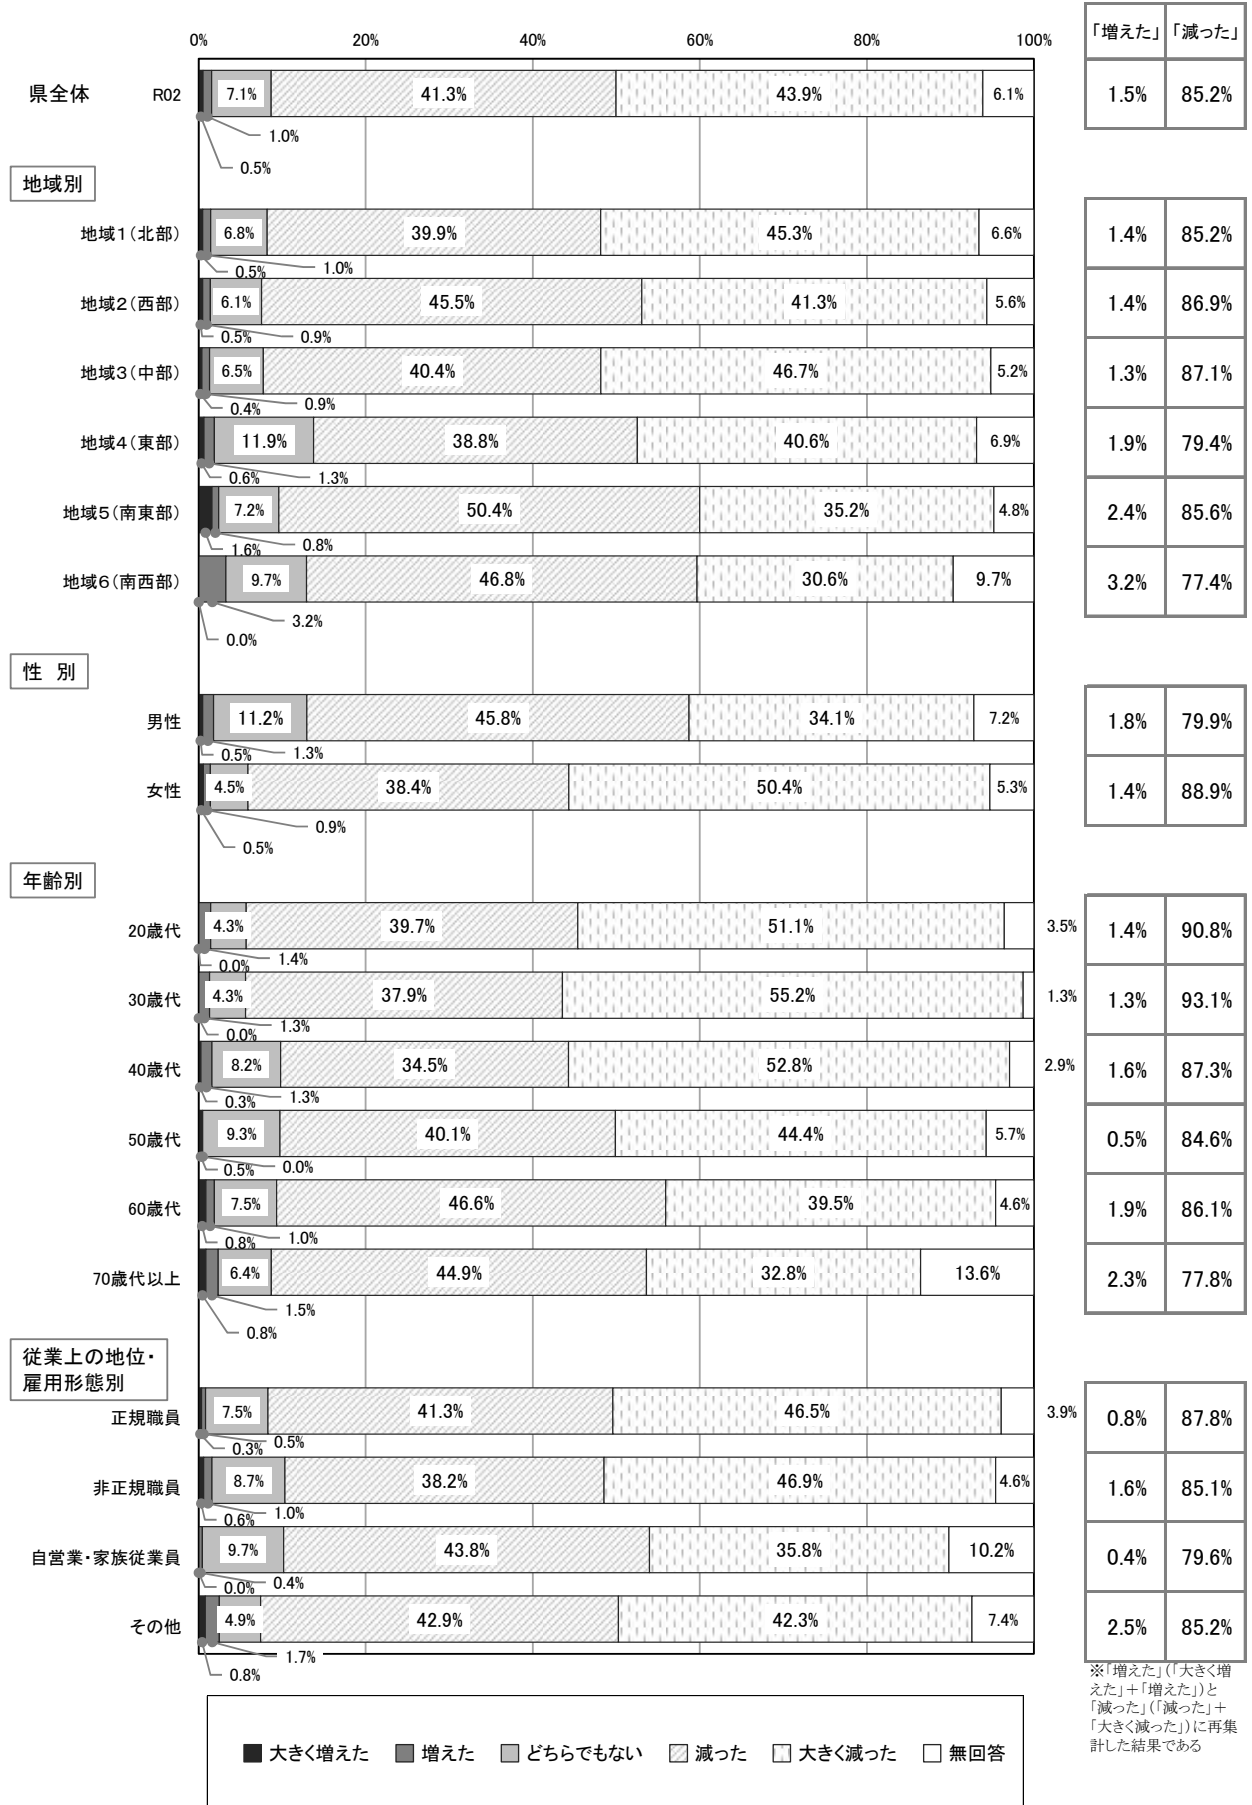 0% 20% 40% 60% 80% 100% 「増えた」 「減った」
県全体 R02 7.1% 41.3% 43.9% 6.1% 1.5% 85.2%
1.0%
0.5%
地域別
地域1(北部) 6.8% 39.9% 45.3% 6.6% 1.4% 85.2%
0.5% 1.0%
地域2(西部) 6.1% 45.5% 41.3% 5.6% 1.4% 86.9%
0.5% 0.9%
地域3(中部) 6.5% 40.4% 46.7% 5.2% 1.3% 87.1%
0.4% 0.9%
地域4(東部) 11.9% 38.8% 40.6% 6.9% 1.9% 79.4%
0.6% 1.3%
地域5(南東部) 7.2% 50.4% 35.2% 4.8% 2.4% 85.6%
1.6% 0.8%
地域6(南西部) 9.7% 46.8% 30.6% 9.7% 3.2% 77.4%
3.2%
0.0%
性 別
男性 11.2% 45.8% 34.1% 7.2% 1.8% 79.9%
0.5% 1.3%
女性 4.5% 38.4% 50.4% 5.3% 1.4% 88.9%
0.9%
0.5%
年齢別
20歳代 4.3% 39.7% 51.1% 3.5% 1.4% 90.8%
0.0% 1.4%
30歳代 4.3% 37.9% 55.2% 1.3% 1.3% 93.1%
0.0% 1.3%
40歳代 8.2% 34.5% 52.8% 2.9% 1.6% 87.3%
0.3% 1.3%
50歳代 9.3% 40.1% 44.4% 5.7% 0.5% 84.6%
0.5% 0.0%
60歳代 7.5% 46.6% 39.5% 4.6% 1.9% 86.1%
0.8% 1.0%
70歳代以上 6.4% 44.9% 32.8% 13.6% 2.3% 77.8%
1.5%
0.8%
従業上の地位・
雇用形態別
正規職員 7.5% 41.3% 46.5% 3.9% 0.8% 87.8%
0.3% 0.5%
非正規職員 8.7% 38.2% 46.9% 4.6% 1.6% 85.1%
0.6% 1.0%
自営業・家族従業員 9.7% 43.8% 35.8% 10.2% 0.4% 79.6%
0.0% 0.4%
その他 4.9% 42.9% 42.3% 7.4% 2.5% 85.2%
1.7%
0.8%
※「増えた」(「大きく増
えた」+「増えた」)と
「減った」(「減った」+
「大きく減った」)に再集
計した結果である
大きく増えた 増えた どちらでもない 減った 大きく減った 無回答